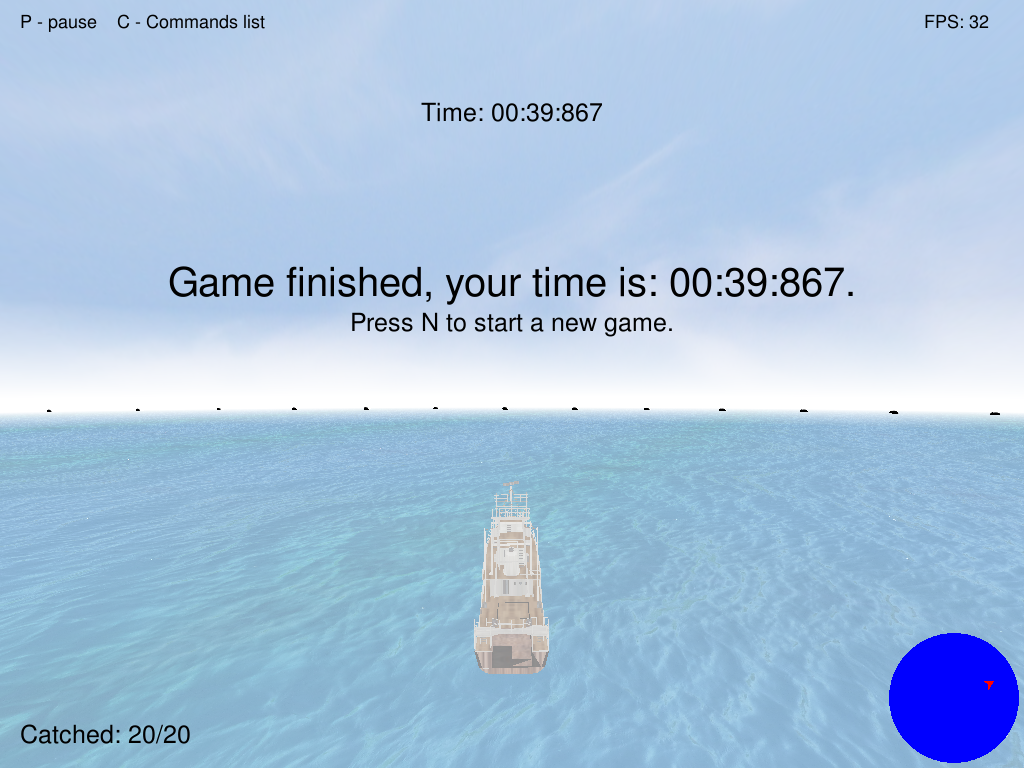 P - pause    C - Commands list    FPS: 32
Time: 00:39:867
Game finished, your time is: 00:39:867.
Press N to start a new game.
Catched: 20/20